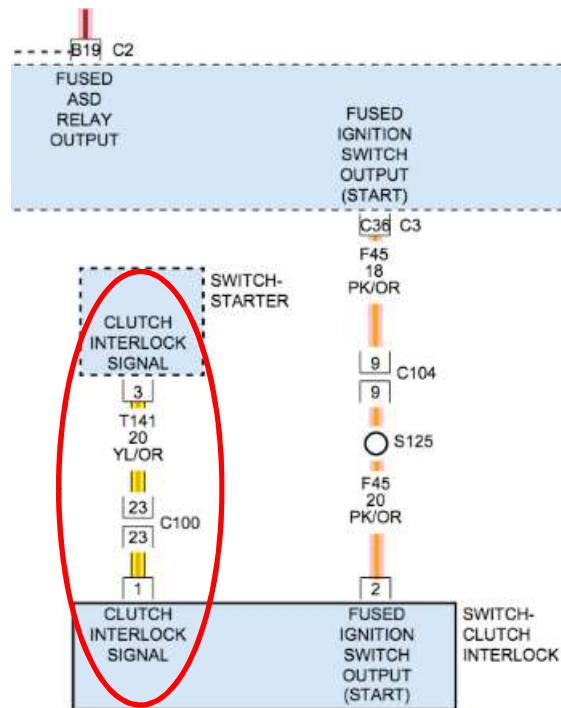 B19 C2
FUSED
ASD
RELAY
OUTPUT
FUSED
IGNITION
SWITCH
OUTPUT
(START)
C36 C3
F45
18
PK/OR
SWITCH-
STARTER
CLUTCH
INTERLOCK
SIGNAL
3
T141
20
YL/OR
23
23
C100
1
9
9
C104
S125
F45
20
PK/OR
2
CLUTCH
INTERLOCK
SIGNAL
FUSED
IGNITION
SWITCH
OUTPUT
(START)
SWITCH-
CLUTCH
INTERLOCK